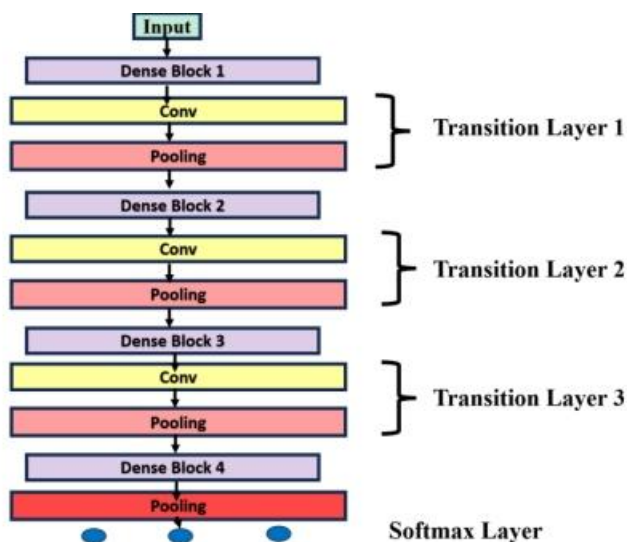 Input
Dense Block 1
Conv
Pooling
Transition Layer 1
Dense Block 2
Conv
Pooling
Transition Layer 2
Dense Block 3
Conv
Pooling
Transition Layer 3
Dense Block 4
Pooling
Softmax Layer